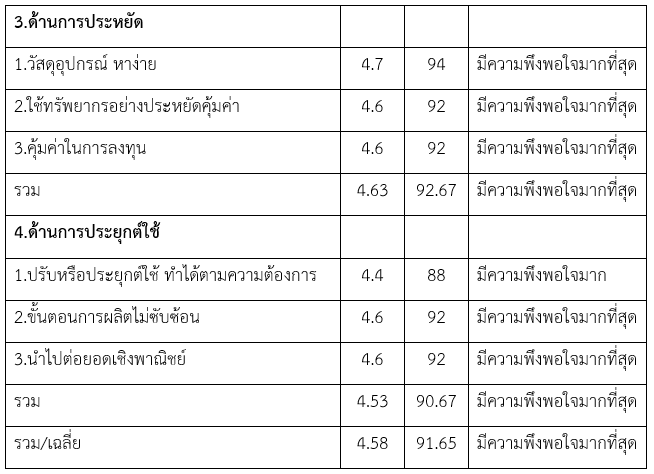 3.ด้านการประหยัด
1.วัสดุอุปกรณ์ หาง่าย 4.7 94 มีความพึงพอใจมากที่สุด
2.ใช้ทรัพยากรอย่างประหยัดคุ้มค่า 4.6 92 มีความพึงพอใจมากที่สุด
3.คุ้มค่าในการลงทุน 4.6 92 มีความพึงพอใจมากที่สุด
รวม 4.63 92.67 มีความพึงพอใจมากที่สุด
4.ด้านการประยุกต์ใช้
1.ปรับหรือประยุกต์ใช้ ทำได้ตามความต้องการ 4.4 88 มีความพึงพอใจมาก
2.ขั้นตอนการผลิตไม่ซับซ้อน 4.6 92 มีความพึงพอใจมากที่สุด
3.นำไปต่อยอดเชิงพาณิชย์ 4.6 92 มีความพึงพอใจมากที่สุด
รวม 4.53 90.67 มีความพึงพอใจมากที่สุด
รวม/เฉลี่ย 4.58 91.65 มีความพึงพอใจมากที่สุด